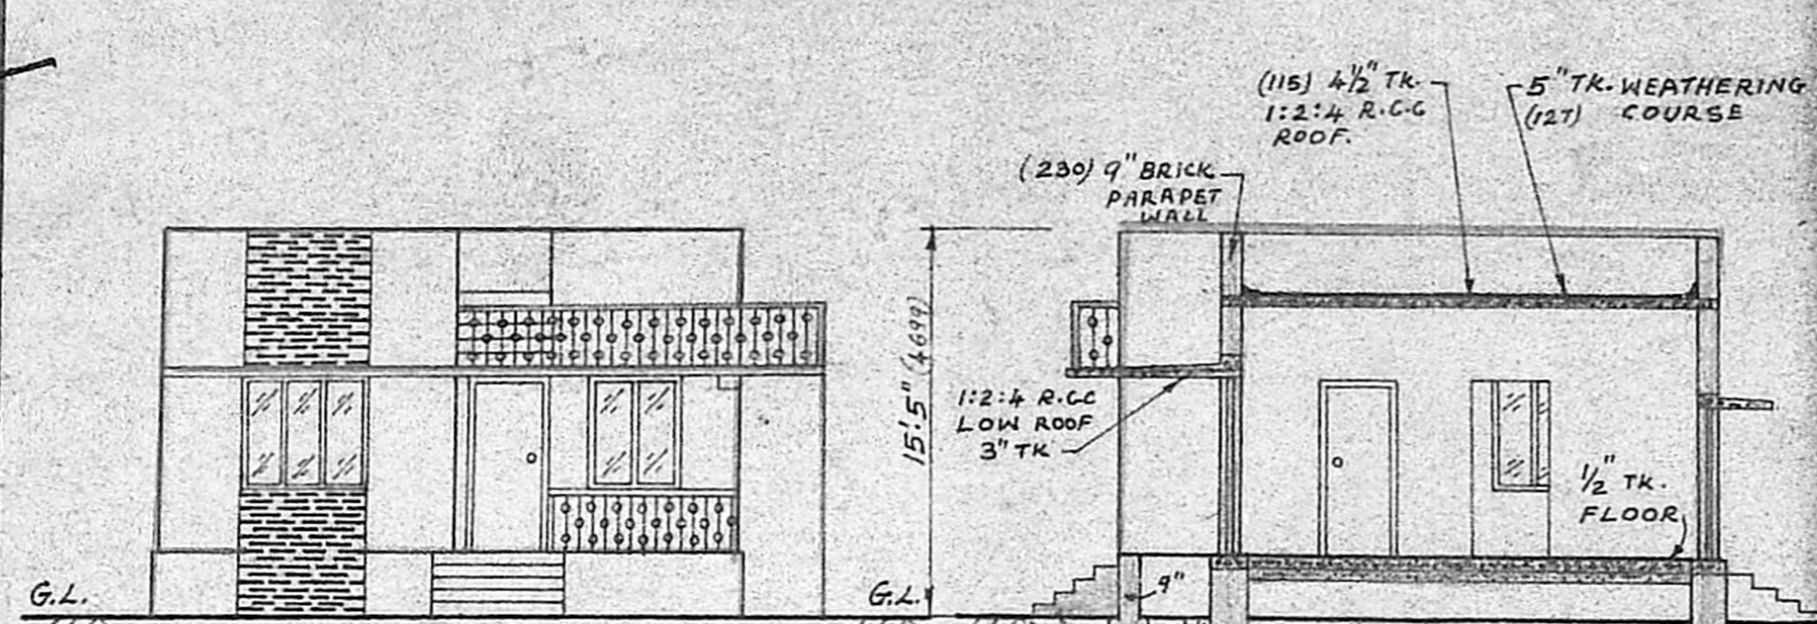 (115) 4½" TK.
1:2:4 R.C.C
ROOF.
5" TK. WEATHERING
(127) COURSE
(230) 9" BRICK
PARAPET
WALL
15'.5" (4699)
1:2:4 R.CC
LOW ROOF
3" TK
½" TK.
FLOOR
G.L.
G.L.
9"